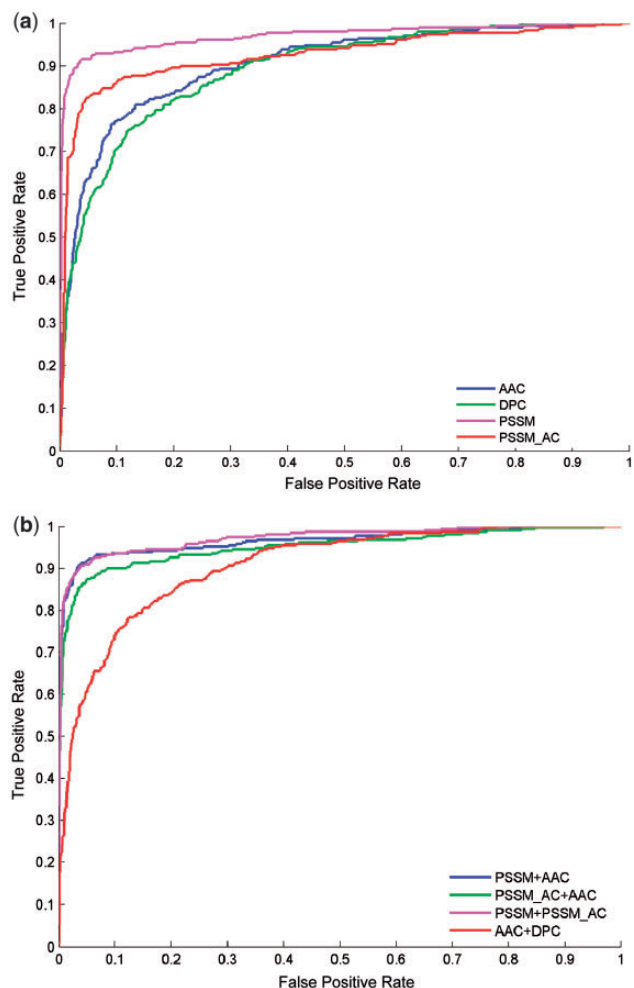 (a)
1
0.9
0.8
0.7
0.6
0.5
0.4
0.3
0.2
0.1
0
True Positive Rate
AAC
DPC
PSSM
PSSM_AC
0 0.1 0.2 0.3 0.4 0.5 0.6 0.7 0.8 0.9 1
False Positive Rate
(b)
1
0.9
0.8
0.7
0.6
0.5
0.4
0.3
0.2
0.1
0
True Positive Rate
PSSM+AAC
PSSM_AC+AAC
PSSM+PSSM_AC
AAC+DPC
0 0.1 0.2 0.3 0.4 0.5 0.6 0.7 0.8 0.9 1
False Positive Rate